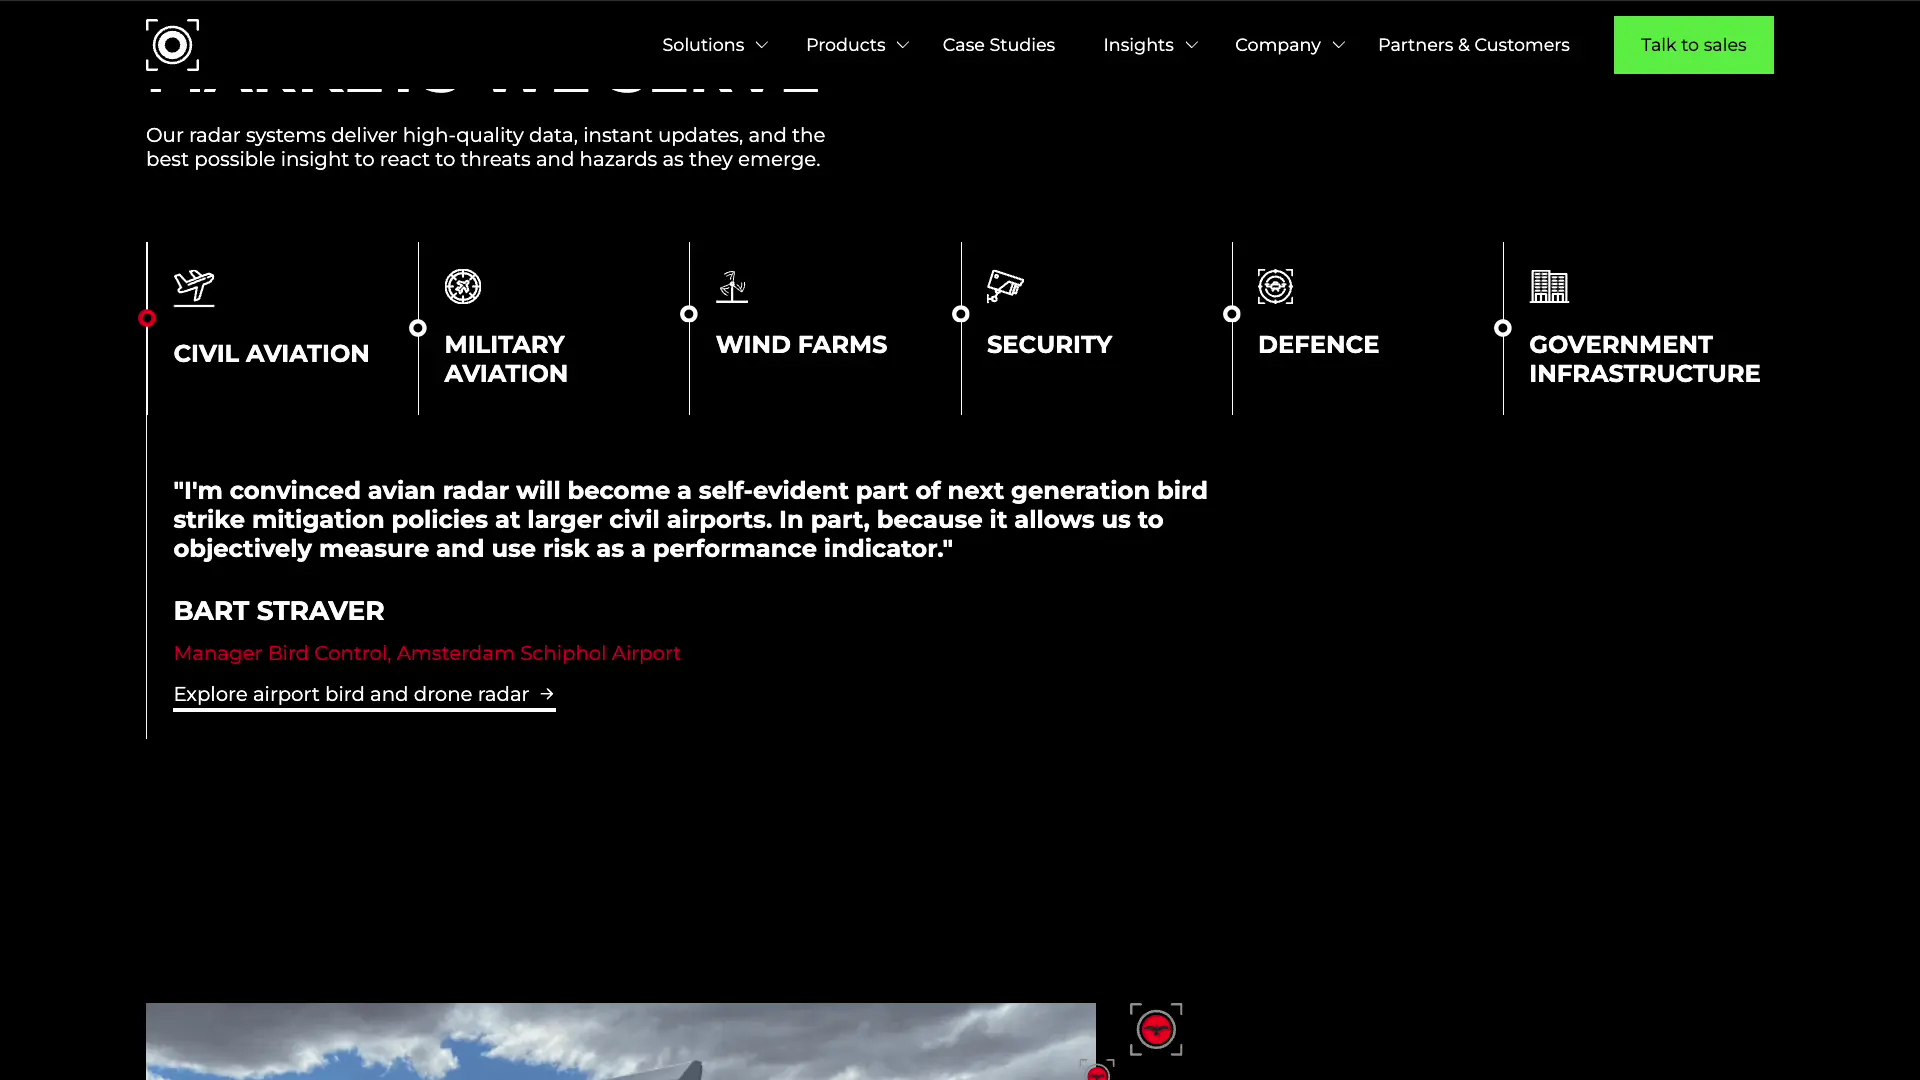 Solutions
Products
Case Studies
Insights
Company
Partners & Customers
Talk to sales
MARKETS WE SERVE
Our radar systems deliver high-quality data, instant updates, and the
best possible insight to react to threats and hazards as they emerge.
CIVIL AVIATION
MILITARY
AVIATION
WIND FARMS
SECURITY
DEFENCE
GOVERNMENT
INFRASTRUCTURE
"I'm convinced avian radar will become a self-evident part of next generation bird
strike mitigation policies at larger civil airports. In part, because it allows us to
objectively measure and use risk as a performance indicator."
BART STRAVER
Manager Bird Control, Amsterdam Schiphol Airport
Explore airport bird and drone radar →